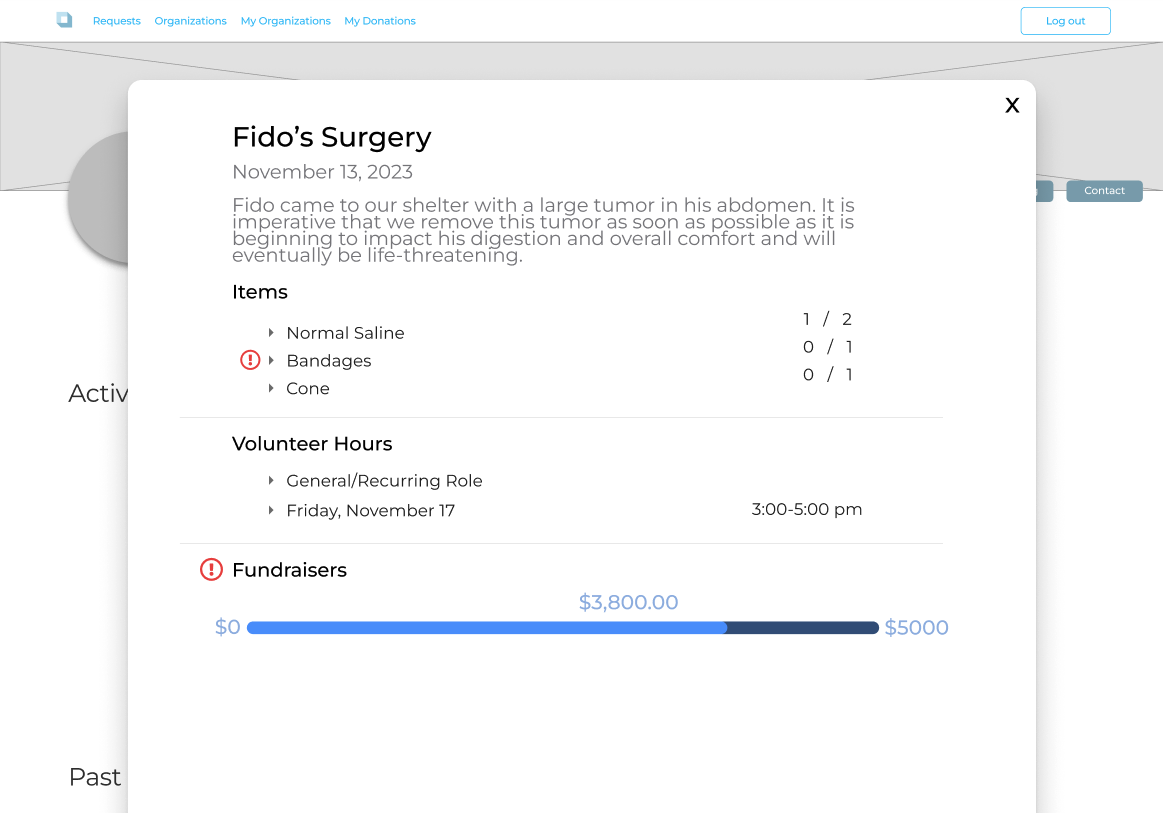 Requests Organizations My Organizations My Donations Log out
X
Fido’s Surgery
November 13, 2023
Contact
Fido came to our shelter with a large tumor in his abdomen. It is
imperative that we remove this tumor as soon as possible as it is
beginning to impact his digestion and overall comfort and will
eventually be life-threatening.
Items
Normal Saline 1 / 2
Bandages 0 / 1
Cone 0 / 1
Activ
Volunteer Hours
General/Recurring Role
Friday, November 17 3:00-5:00 pm
Fundraisers
$3,800.00
$0 $5000
Past